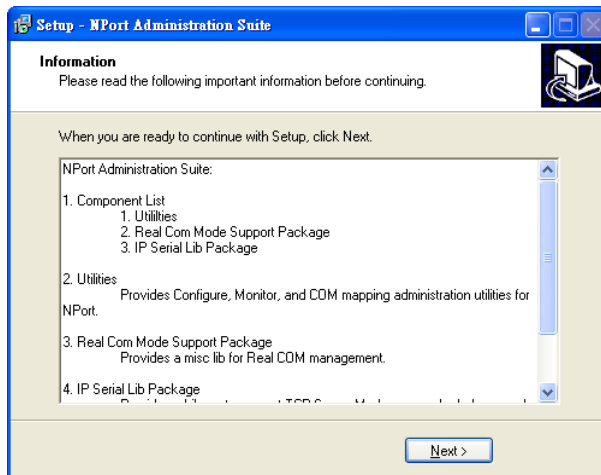 Setup - NPort Administration Suite
Information
Please read the following important information before continuing.
When you are ready to continue with Setup, click Next.
NPort Administration Suite:
1. Component List
1. Utililties
2. Real Com Mode Support Package
3. IP Serial Lib Package
2. Utilities
Provides Configure, Monitor, and COM mapping administration utilities for
NPort.
3. Real Com Mode Support Package
Provides a misc lib for Real COM management.
4. IP Serial Lib Package
Next >